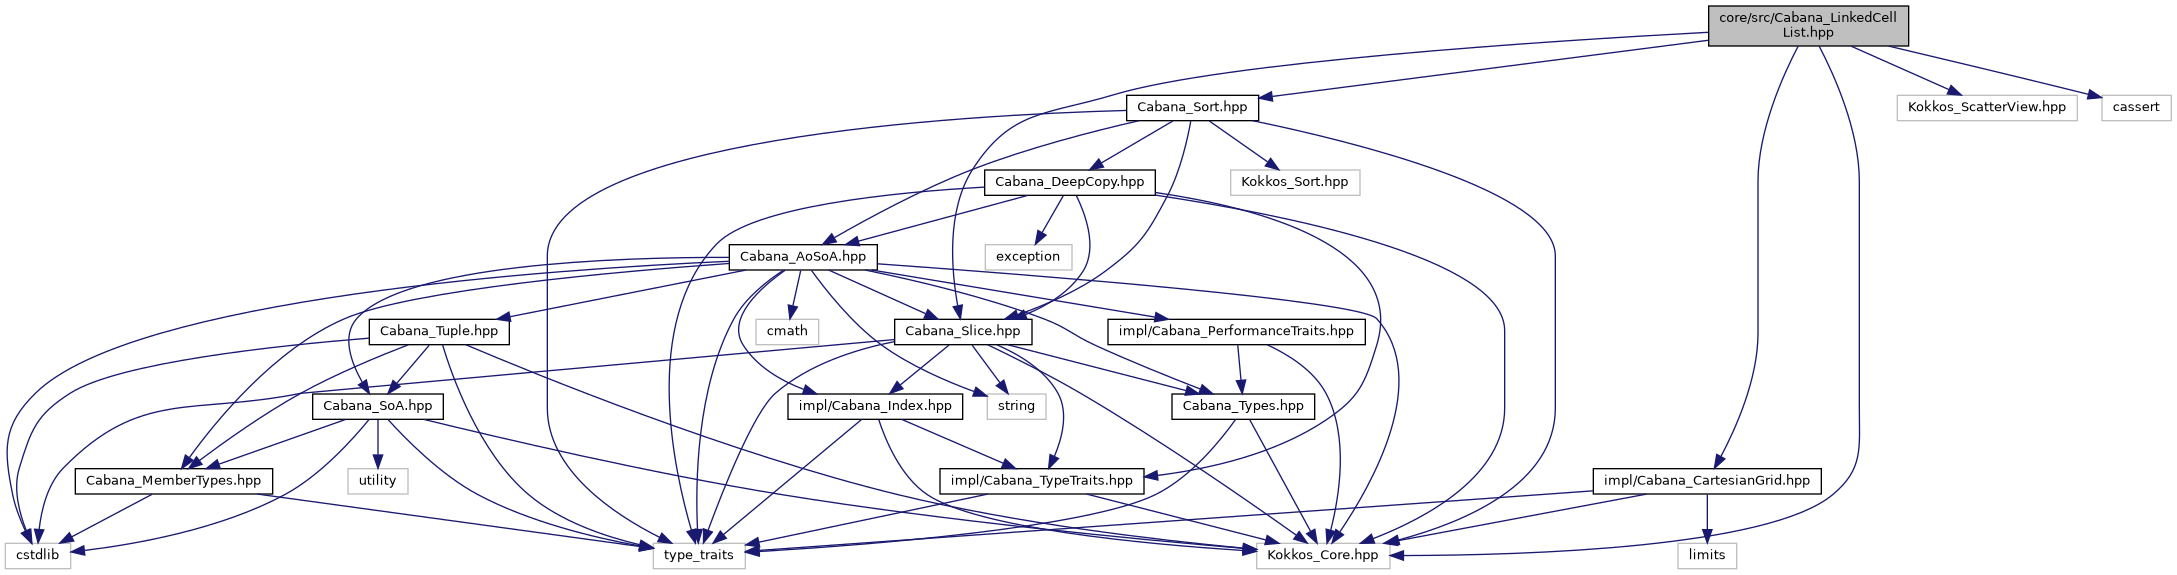 core/src/Cabana_LinkedCell
List.hpp
Cabana_Sort.hpp
Kokkos_ScatterView.hpp
cassert
Cabana_DeepCopy.hpp
Kokkos_Sort.hpp
Cabana_AoSoA.hpp
exception
Cabana_Tuple.hpp
cmath
Cabana_Slice.hpp
impl/Cabana_PerformanceTraits.hpp
Cabana_SoA.hpp
impl/Cabana_Index.hpp
string
Cabana_Types.hpp
Cabana_MemberTypes.hpp
utility
impl/Cabana_TypeTraits.hpp
impl/Cabana_CartesianGrid.hpp
cstdlib
type_traits
Kokkos_Core.hpp
limits